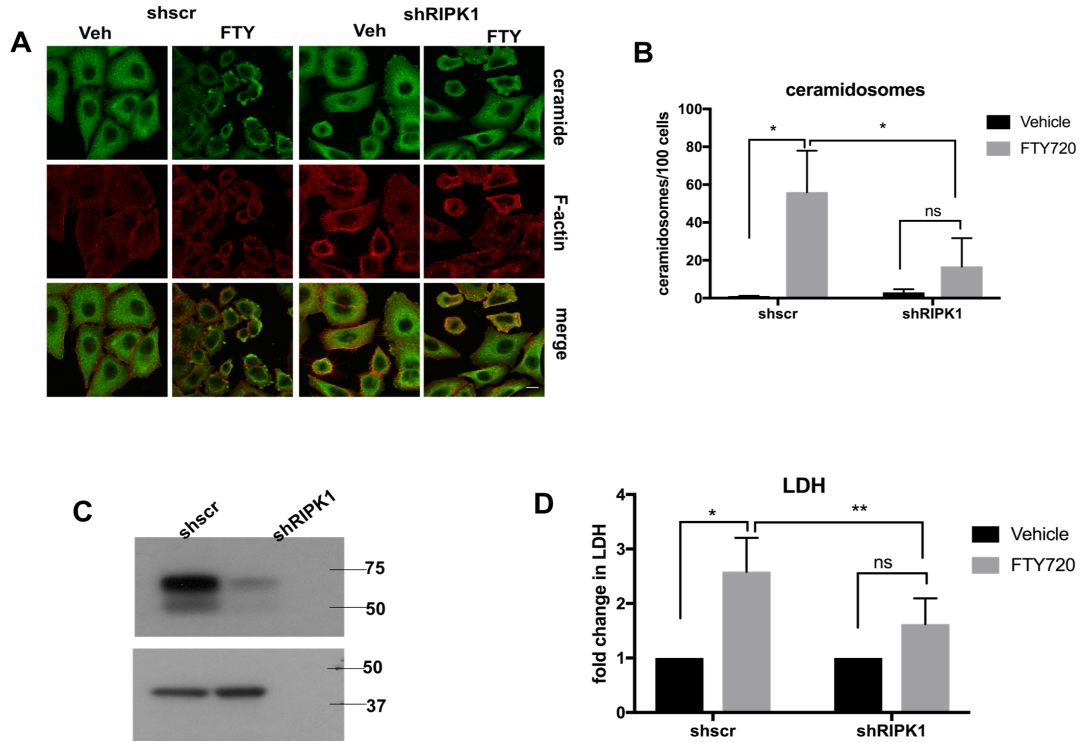 A
shscr
shRIPK1
Veh
FTY
Veh
FTY
ceramide
F-actin
merge
B
ceramidosomes
ceramidosomes/100 cells
100
80
60
40
20
0
*
*
ns
shscr
shRIPK1
Vehicle
FTY720
C
shscr
shRIPK1
75
50
50
37
D
LDH
fold change in LDH
4
3
2
1
0
*
**
ns
shscr
shRIPK1
Vehicle
FTY720